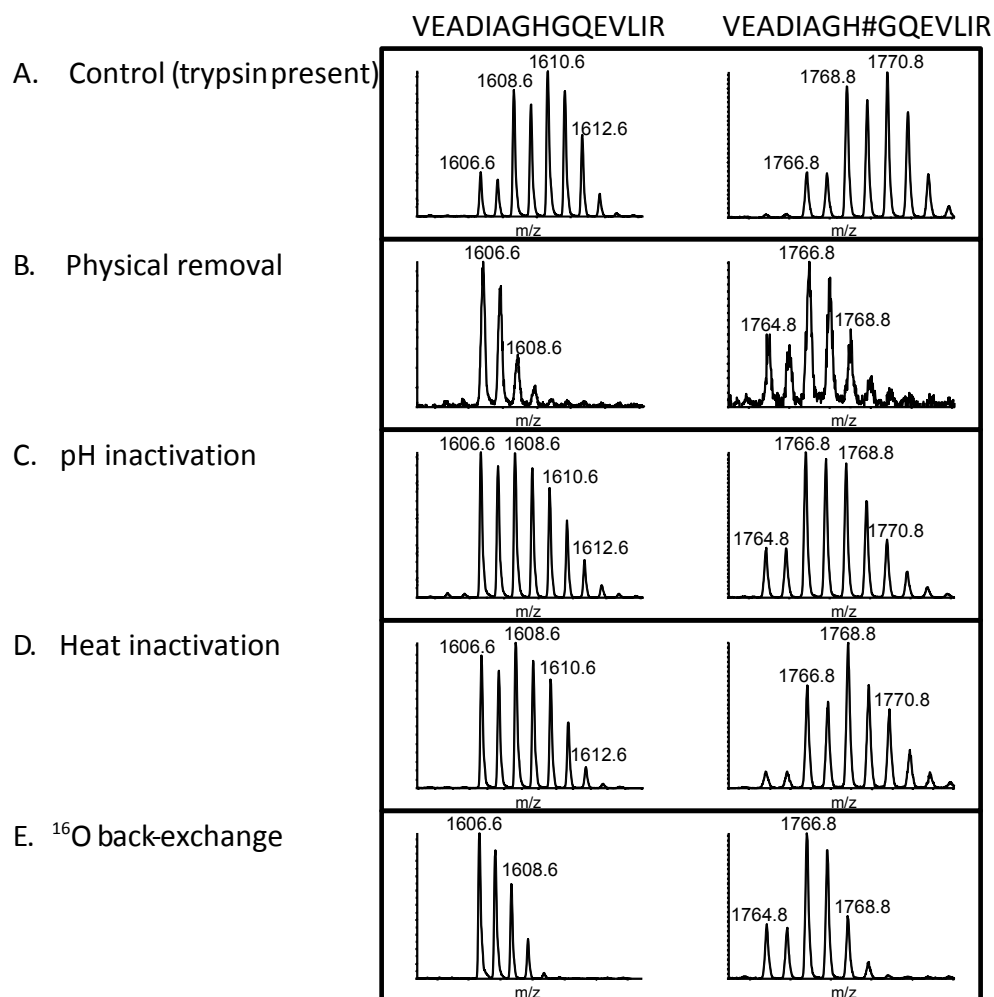 VEADIAGHGQEVLIR VEADIAGH#GQEVLIR
A. Control (trypsin present)
1606.6 1608.6 1610.6 1612.6
m/z
1766.8 1768.8 1770.8
m/z
B. Physical removal
1606.6 1608.6
m/z
1764.8 1766.8 1768.8
m/z
C. pH inactivation
1606.6 1608.6 1610.6 1612.6
m/z
1764.8 1766.8 1768.8 1770.8
m/z
D. Heat inactivation
1606.6 1608.6 1610.6 1612.6
m/z
1766.8 1768.8 1770.8
m/z
E. ¹⁶O back-exchange
1606.6 1608.6
m/z
1764.8 1766.8 1768.8
m/z